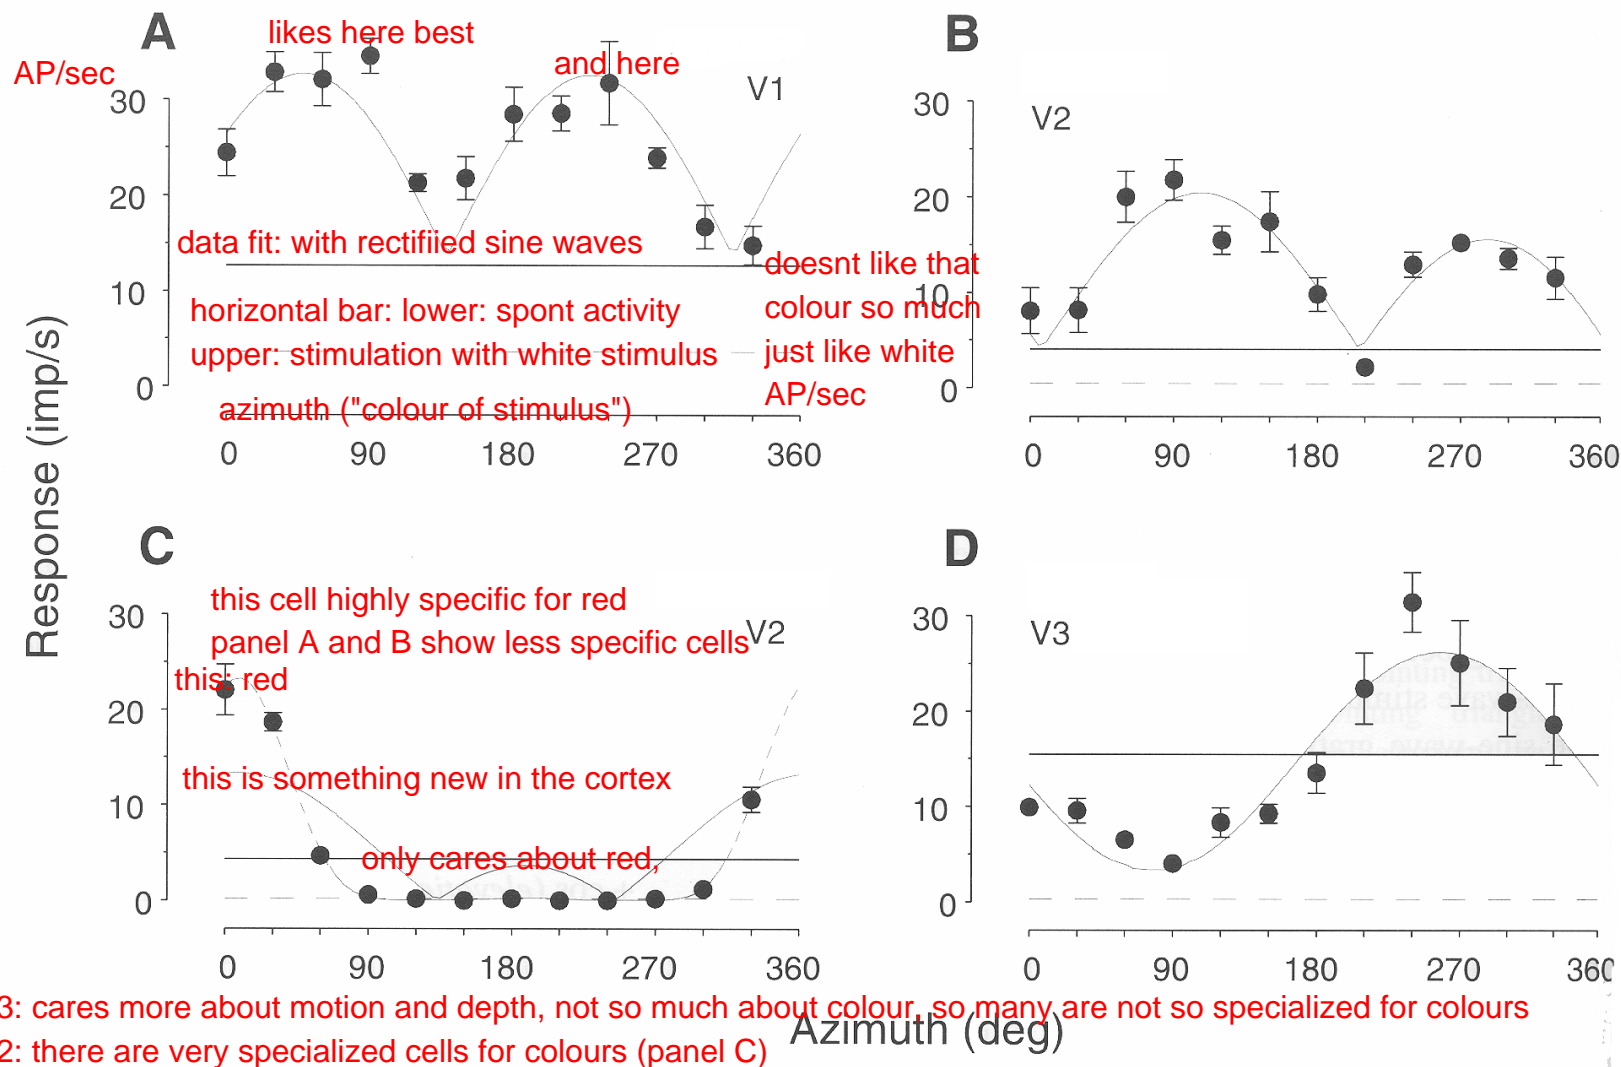 A
likes here best
B
AP/sec
and here
V1
30
30
V2
20
20
data fit: with rectifiied sine waves
doesnt like that
10
horizontal bar: lower: spont activity
colour so much
10
upper: stimulation with white stimulus
just like white
0
azimuth ("colour of stimulus")
AP/sec
0
0 90 180 270 360
0 90 180 270 360
Response (imp/s)
C
D
this cell highly specific for red
30
panel A and B show less specific cells
V2
30
V3
this: red
20
20
this is something new in the cortex
10
10
only cares about red,
0
0
0 90 180 270 360
0 90 180 270 360
3: cares more about motion and depth, not so much about colour, so many are not so specialized for colours
Azimuth (deg)
2: there are very specialized cells for colours (panel C)